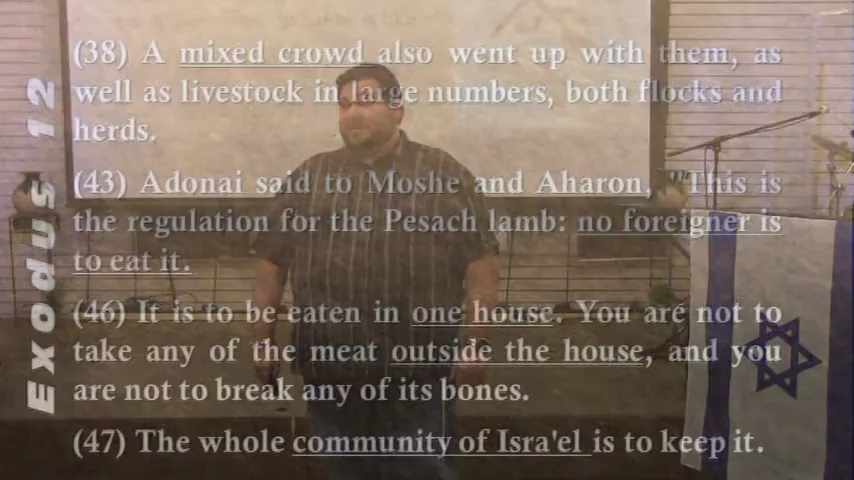 Exodus 12
(38) A mixed crowd also went up with them, as
well as livestock in large numbers, both flocks and
herds.
(43) Adonai said to Moshe and Aharon, "This is
the regulation for the Pesach lamb: no foreigner is
to eat it.
(46) It is to be eaten in one house. You are not to
take any of the meat outside the house, and you
are not to break any of its bones.
(47) The whole community of Isra'el is to keep it.